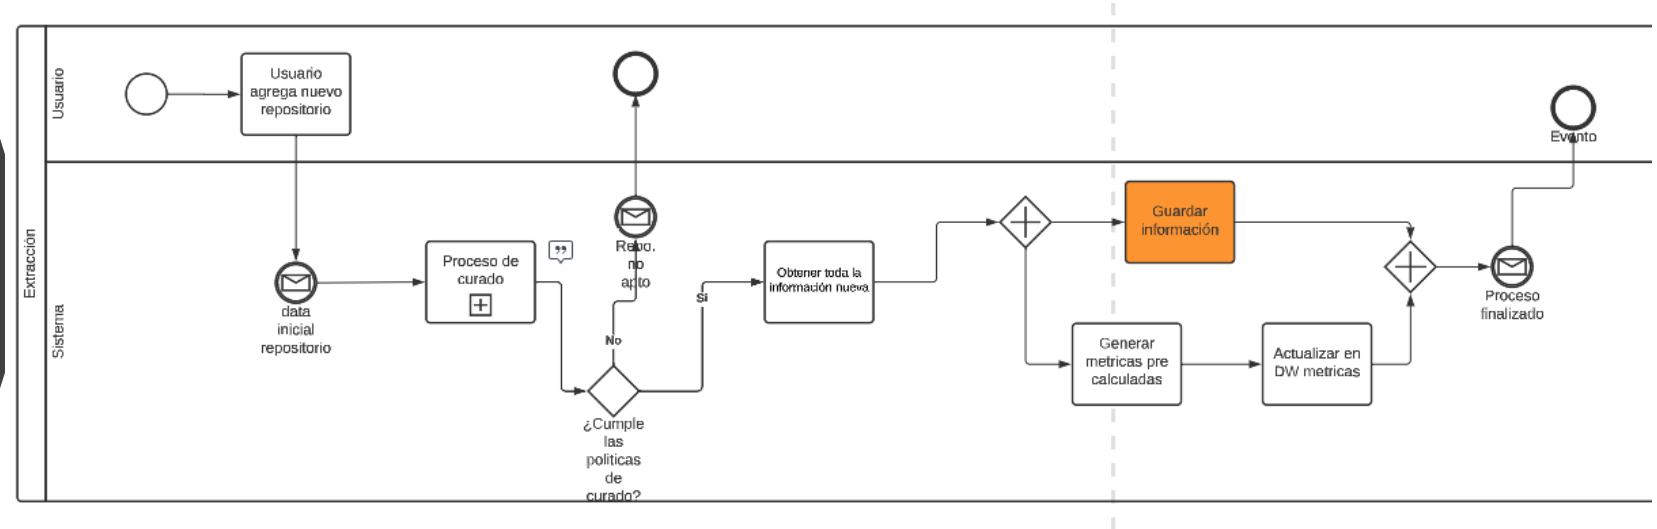 Extracción
Usuario
Sistema
Usuario
agrega nuevo
repositorio
data
inicial
repositorio
Proceso de
curado
Repo.
no
apto
No
¿Cumple
las
politicas
de
curado?
Si
Obtener toda la
información nueva
Guardar
información
Generar
metricas pre
calculadas
Actualizar en
DW metricas
Proceso
finalizado
Evento